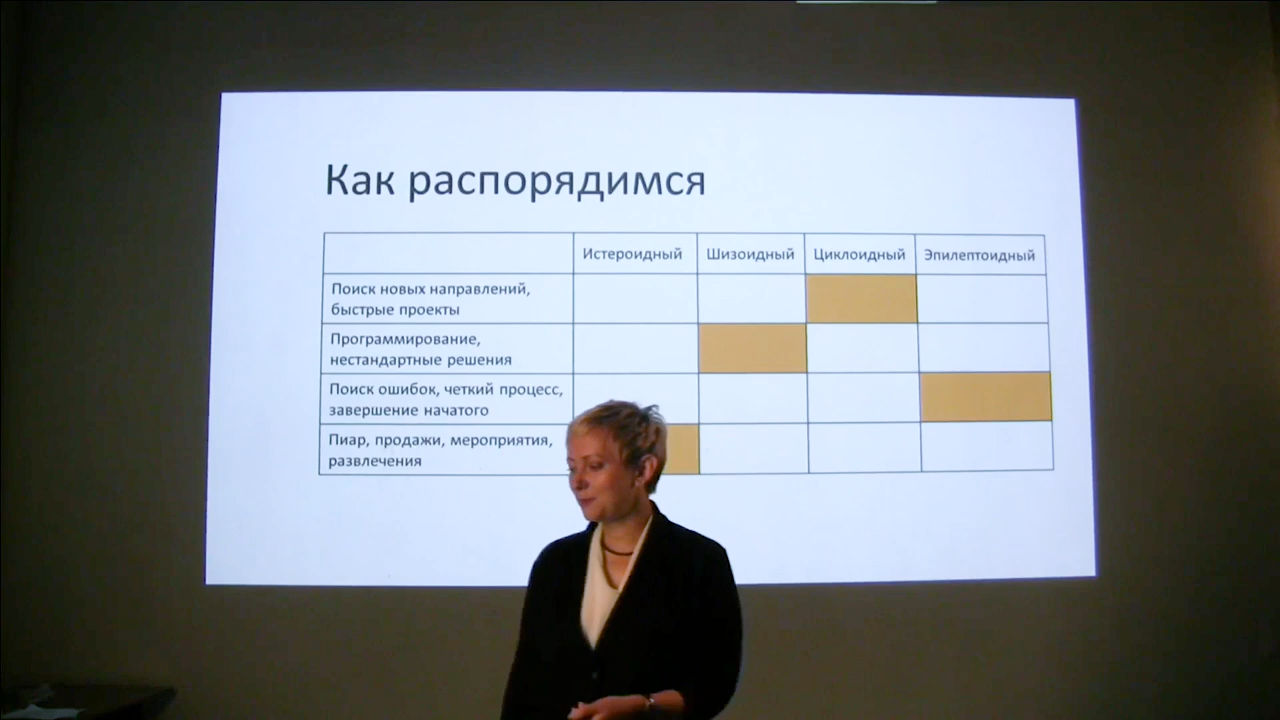 Как распорядимся
Истероидный Шизоидный Циклоидный Эпилептоидный
Поиск новых направлений,
быстрые проекты
Программирование,
нестандартные решения
Поиск ошибок, четкий процесс,
завершение начатого
Пиар, продажи, мероприятия,
развлечения